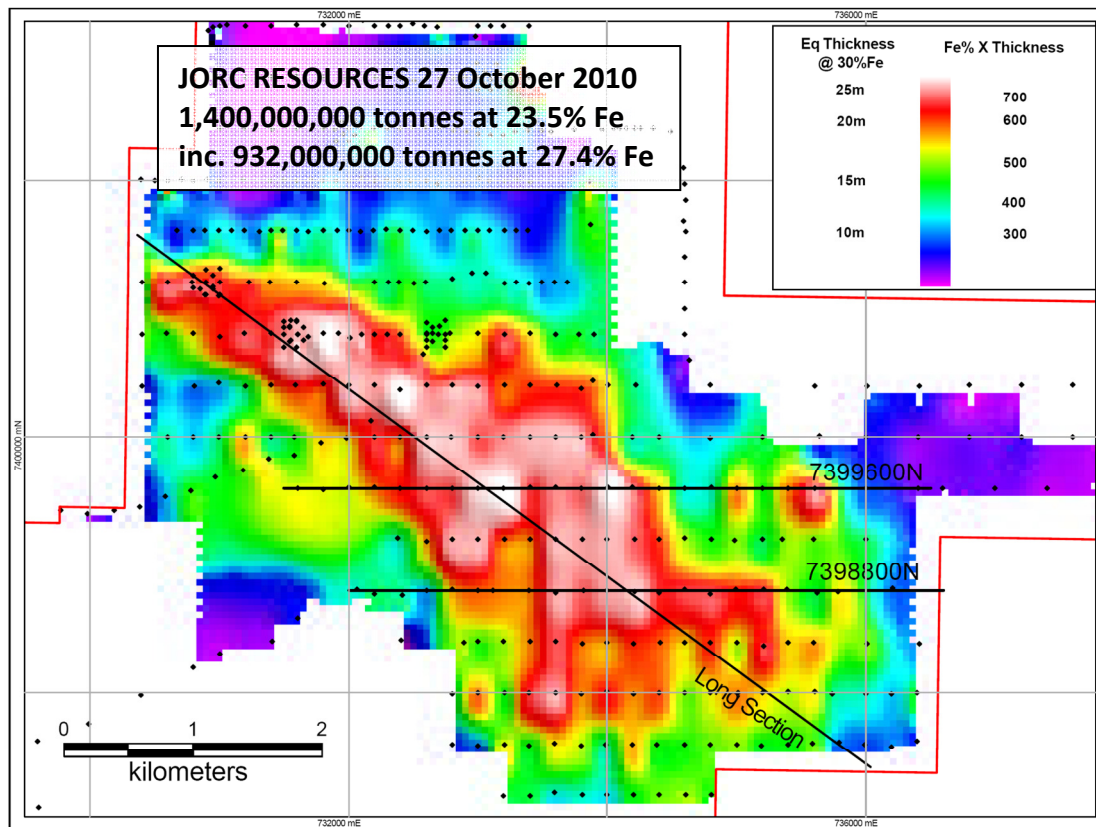 732000 mE
736000 mE
JORC RESOURCES 27 October 2010
1,400,000,000 tonnes at 23.5% Fe
inc. 932,000,000 tonnes at 27.4% Fe
Eq Thickness
@ 30%Fe
Fe% X Thickness
25m
700
20m
600
500
15m
400
10m
300
7400000 mN
7399600N
7398800N
Long Section
0 1 2
kilometers
732000 mE
736000 mE